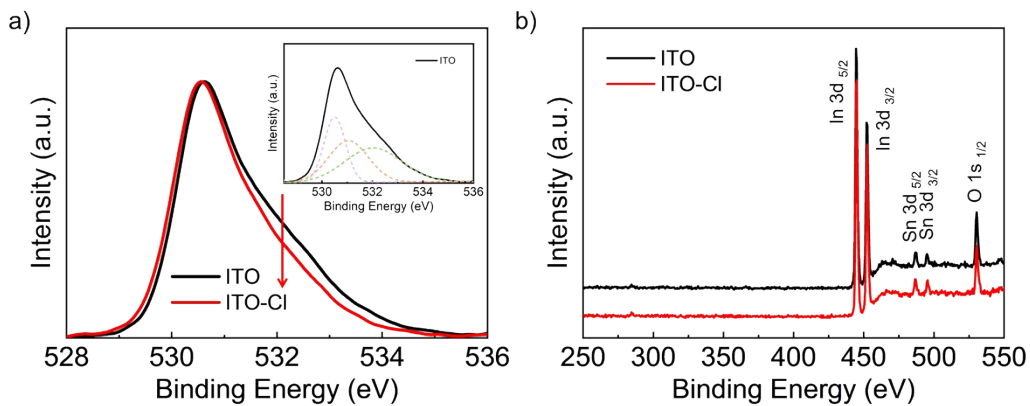 a)
Intensity (a.u.)
ITO
ITO-Cl
528 530 532 534 536
Binding Energy (eV)
ITO
Intensity (a.u.)
530 532 534 536
Binding Energy (eV)
b)
ITO
ITO-Cl
In 3d 5/2
In 3d 3/2
Sn 3d 5/2
Sn 3d 3/2
O 1s 1/2
Intensity (a.u.)
250 300 350 400 450 500 550
Binding Energy (eV)